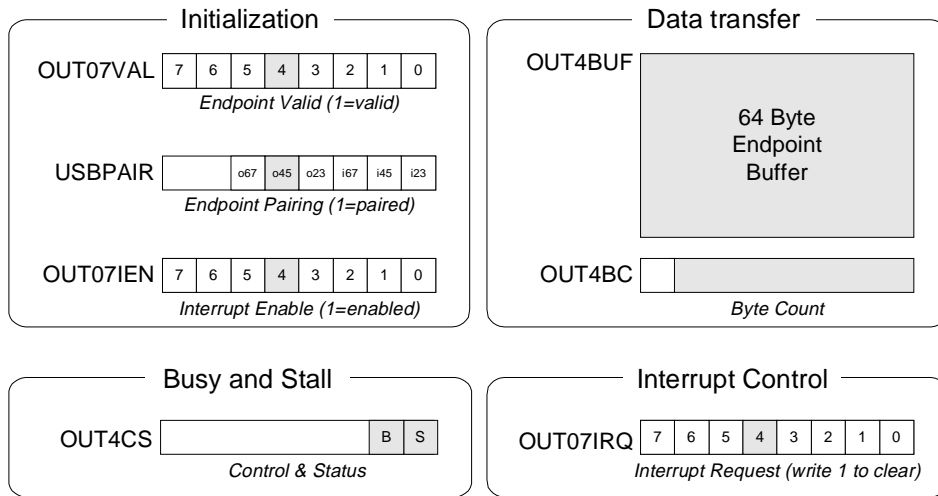 Initialization
OUT07VAL 7 6 5 4 3 2 1 0
Endpoint Valid (1=valid)
USBPAIR o67 o45 o23 i67 i45 i23
Endpoint Pairing (1=paired)
OUT07IEN 7 6 5 4 3 2 1 0
Interrupt Enable (1=enabled)
Data transfer
OUT4BUF
64 Byte
Endpoint
Buffer
OUT4BC
Byte Count
Busy and Stall
OUT4CS B S
Control & Status
Interrupt Control
OUT07IRQ 7 6 5 4 3 2 1 0
Interrupt Request (write 1 to clear)